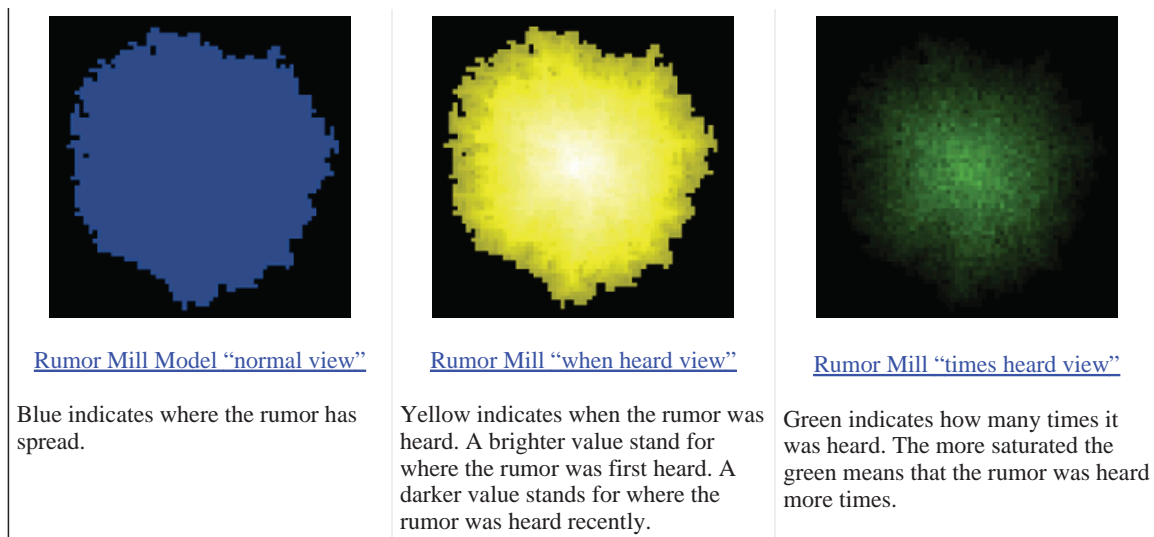 Rumor Mill Model “normal view”
Blue indicates where the rumor has
spread.
Rumor Mill “when heard view”
Yellow indicates when the rumor was
heard. A brighter value stand for
where the rumor was first heard. A
darker value stands for where the
rumor was heard recently.
Rumor Mill “times heard view”
Green indicates how many times it
was heard. The more saturated the
green means that the rumor was heard
more times.